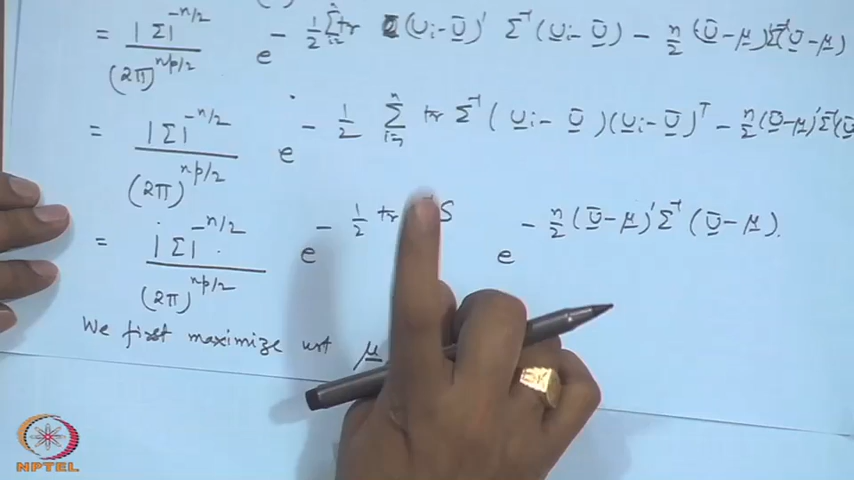 = |Σ|^{-n/2} / (2π)^{np/2} e^{-1/2 Σ_{i=1}^{n} tr (U_i - Ū)' Σ^{-1} (U_i - Ū) - n/2 (Ū - μ)' Σ^{-1} (Ū - μ)}
= |Σ|^{-n/2} / (2π)^{np/2} e^{-1/2 Σ_{i=1}^{n} tr Σ^{-1} (U_i - Ū)(U_i - Ū)^T - n/2 (Ū - μ)' Σ^{-1} (Ū
= |Σ|^{-n/2} / (2π)^{np/2} e^{-1/2 tr S} e^{-n/2 (Ū - μ)' Σ^{-1} (Ū - μ)}.
We first maximize wrt μ
NPTEL